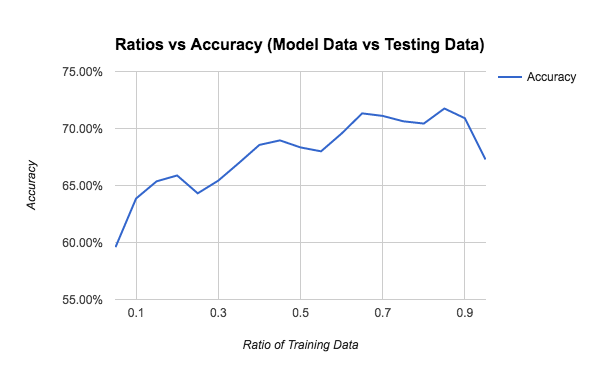 Ratios vs Accuracy (Model Data vs Testing Data)
75.00%
Accuracy
70.00%
65.00%
Accuracy
60.00%
55.00%
0.1 0.3 0.5 0.7 0.9
Ratio of Training Data